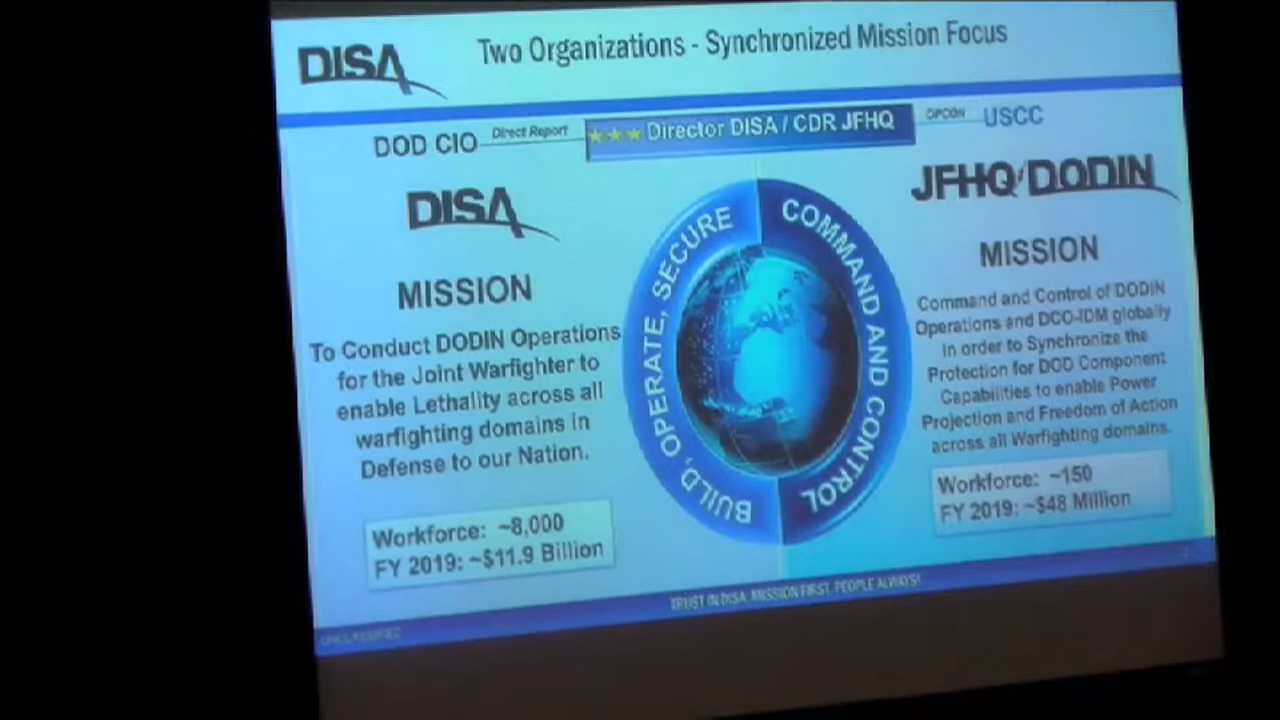 DISA
Two Organizations - Synchronized Mission Focus
DOD CIO
Direct Report
Director DISA / CDR JFHQ
OPCON
USCC
DISA
MISSION
To Conduct DODIN Operations
for the Joint Warfighter to
enable Lethality across all
warfighting domains in
Defense to our Nation.
Workforce: ~8,000
FY 2019: ~$11.9 Billion
BUILD, OPERATE, SECURE
COMMAND AND CONTROL
JFHQ/DODIN
MISSION
Command and Control of DODIN
Operations and DCO-IDM globally
in order to Synchronize the
Protection for DOD Component
Capabilities to enable Power
Projection and Freedom of Action
across all Warfighting domains.
Workforce: ~150
FY 2019: ~$48 Million
TRUST IN DISA: MISSION FIRST, PEOPLE ALWAYS!
UNCLASSIFIED